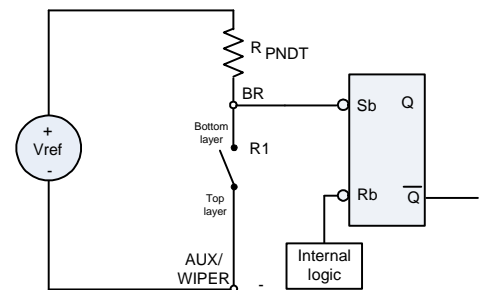 R PNDT
BR
Sb
Q
+
Vref
-
Bottom
layer
R1
Top
layer
Rb
Q
AUX/
WIPER
-
Internal
logic